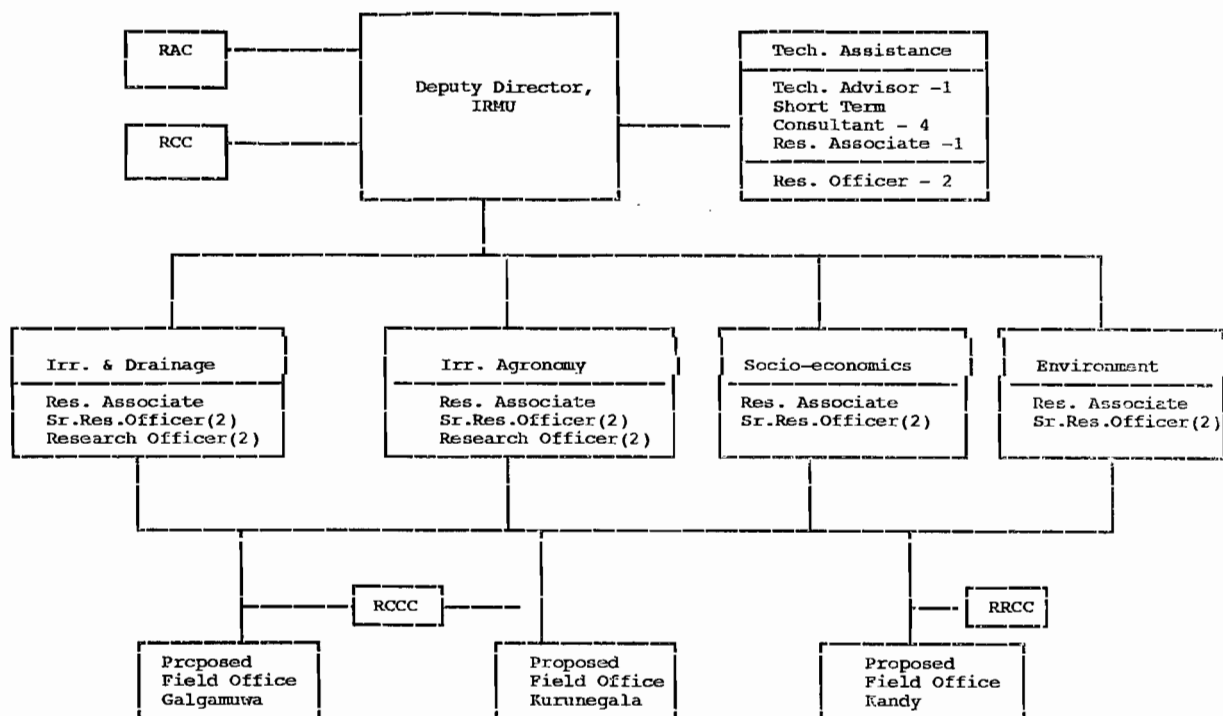 RAC
RCC
Deputy Director,
IRMU
Tech. Assistance
Tech. Advisor -1
Short Term
Consultant - 4
Res. Associate -1
Res. Officer - 2
Irr. & Drainage
Res. Associate
Sr.Res.Officer(2)
Research Officer(2)
Irr. Agronomy
Res. Associate
Sr.Res.Officer(2)
Research Officer(2)
Socio-economics
Res. Associate
Sr.Res.Officer(2)
Environment
Res. Associate
Sr.Res.Officer(2)
RCCC
RRCC
Proposed
Field Office
Galgamuwa
Proposed
Field Office
Kurunegala
Proposed
Field Office
Kandy